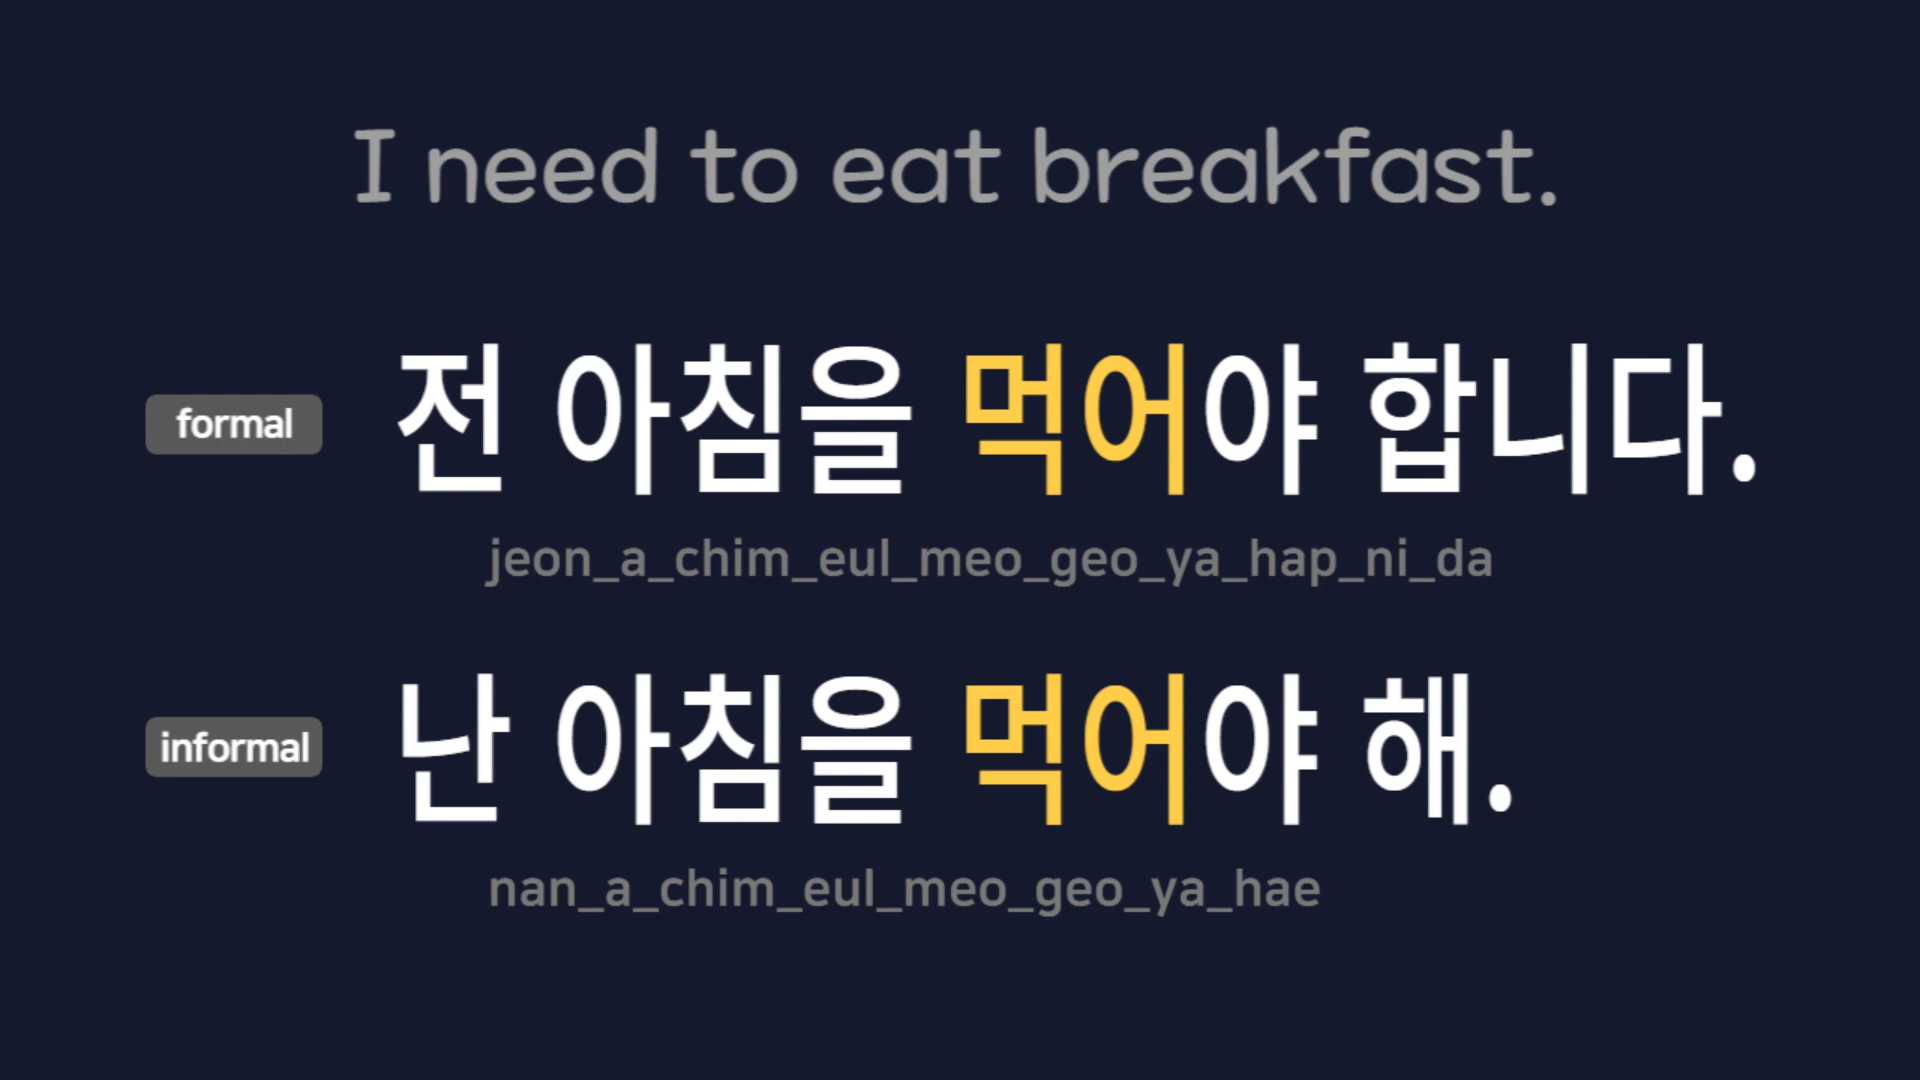 I need to eat breakfast.
formal 전 아침을 먹어야 합니다.
jeon_a_chim_eul_meo_geo_ya_hap_ni_da
informal 난 아침을 먹어야 해.
nan_a_chim_eul_meo_geo_ya_hae